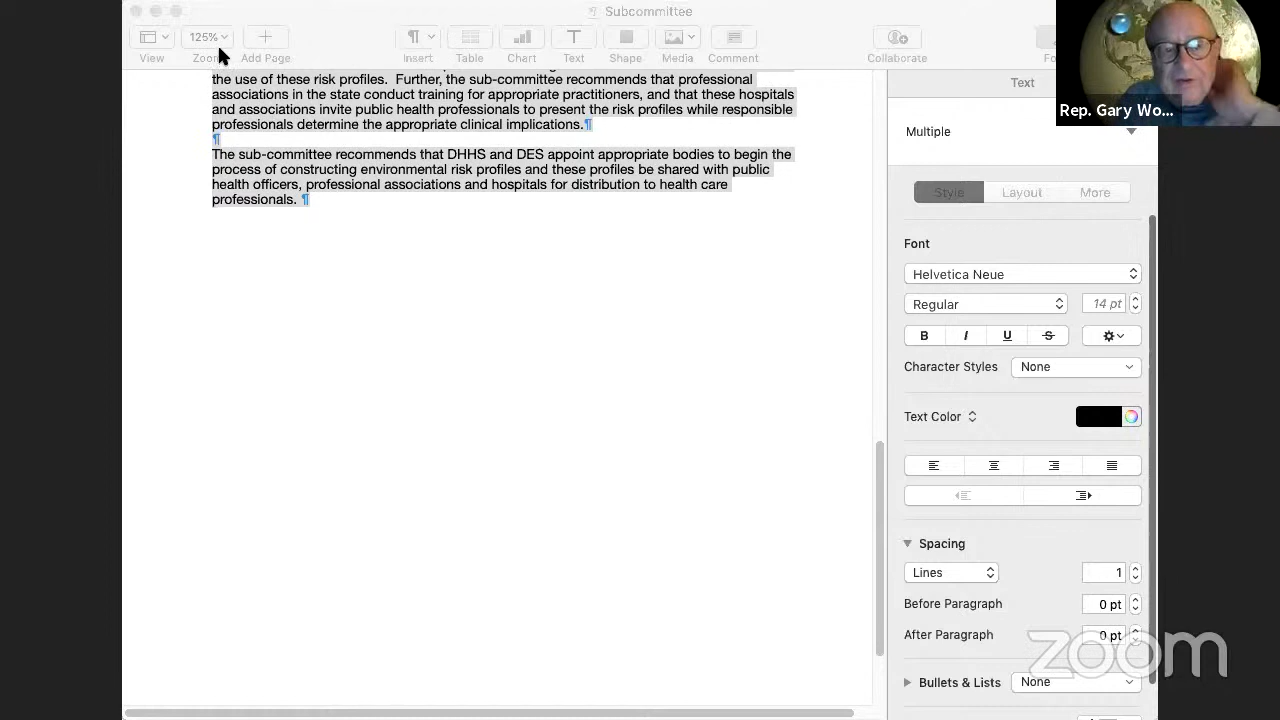 Subcommittee
125%
View
Zoom
Add Page
Insert
Table
Chart
Text
Shape
Media
Comment
Collaborate
Rep. Gary Wo...
the use of these risk profiles. Further, the sub-committee recommends that professional
associations in the state conduct training for appropriate practitioners, and that these hospitals
and associations invite public health professionals to present the risk profiles while responsible
professionals determine the appropriate clinical implications.¶
¶
The sub-committee recommends that DHHS and DES appoint appropriate bodies to begin the
process of constructing environmental risk profiles and these profiles be shared with public
health officers, professional associations and hospitals for distribution to health care
professionals. ¶
Text
Multiple
Style Layout More
Font
Helvetica Neue
Regular 14 pt
B I U S
Character Styles None
Text Color
Spacing
Lines 1
Before Paragraph 0 pt
After Paragraph 0 pt
Bullets & Lists None
zoom